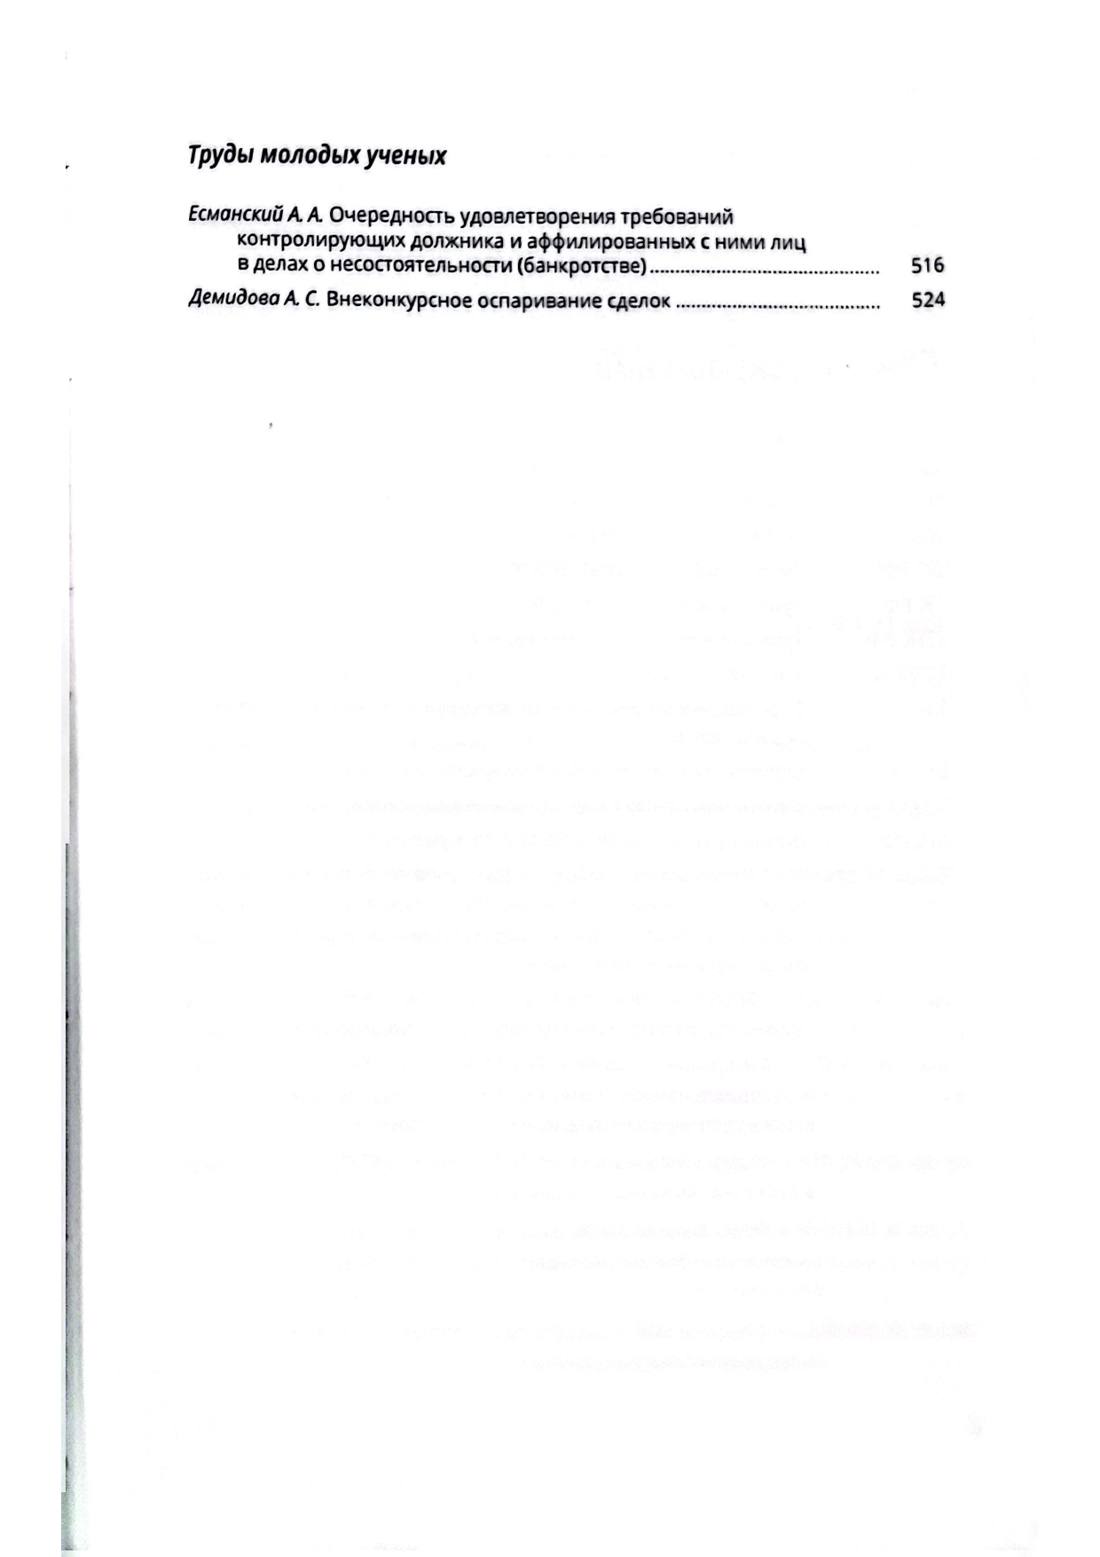 Труды молодых ученых
Есманский А. А. Очередность удовлетворения требований
контролирующих должника и аффилированных с ними лиц
в делах о несостоятельности (банкротстве) ........................................... 516
Демидова А. С. Внеконкурсное оспаривание сделок ...................................... 524